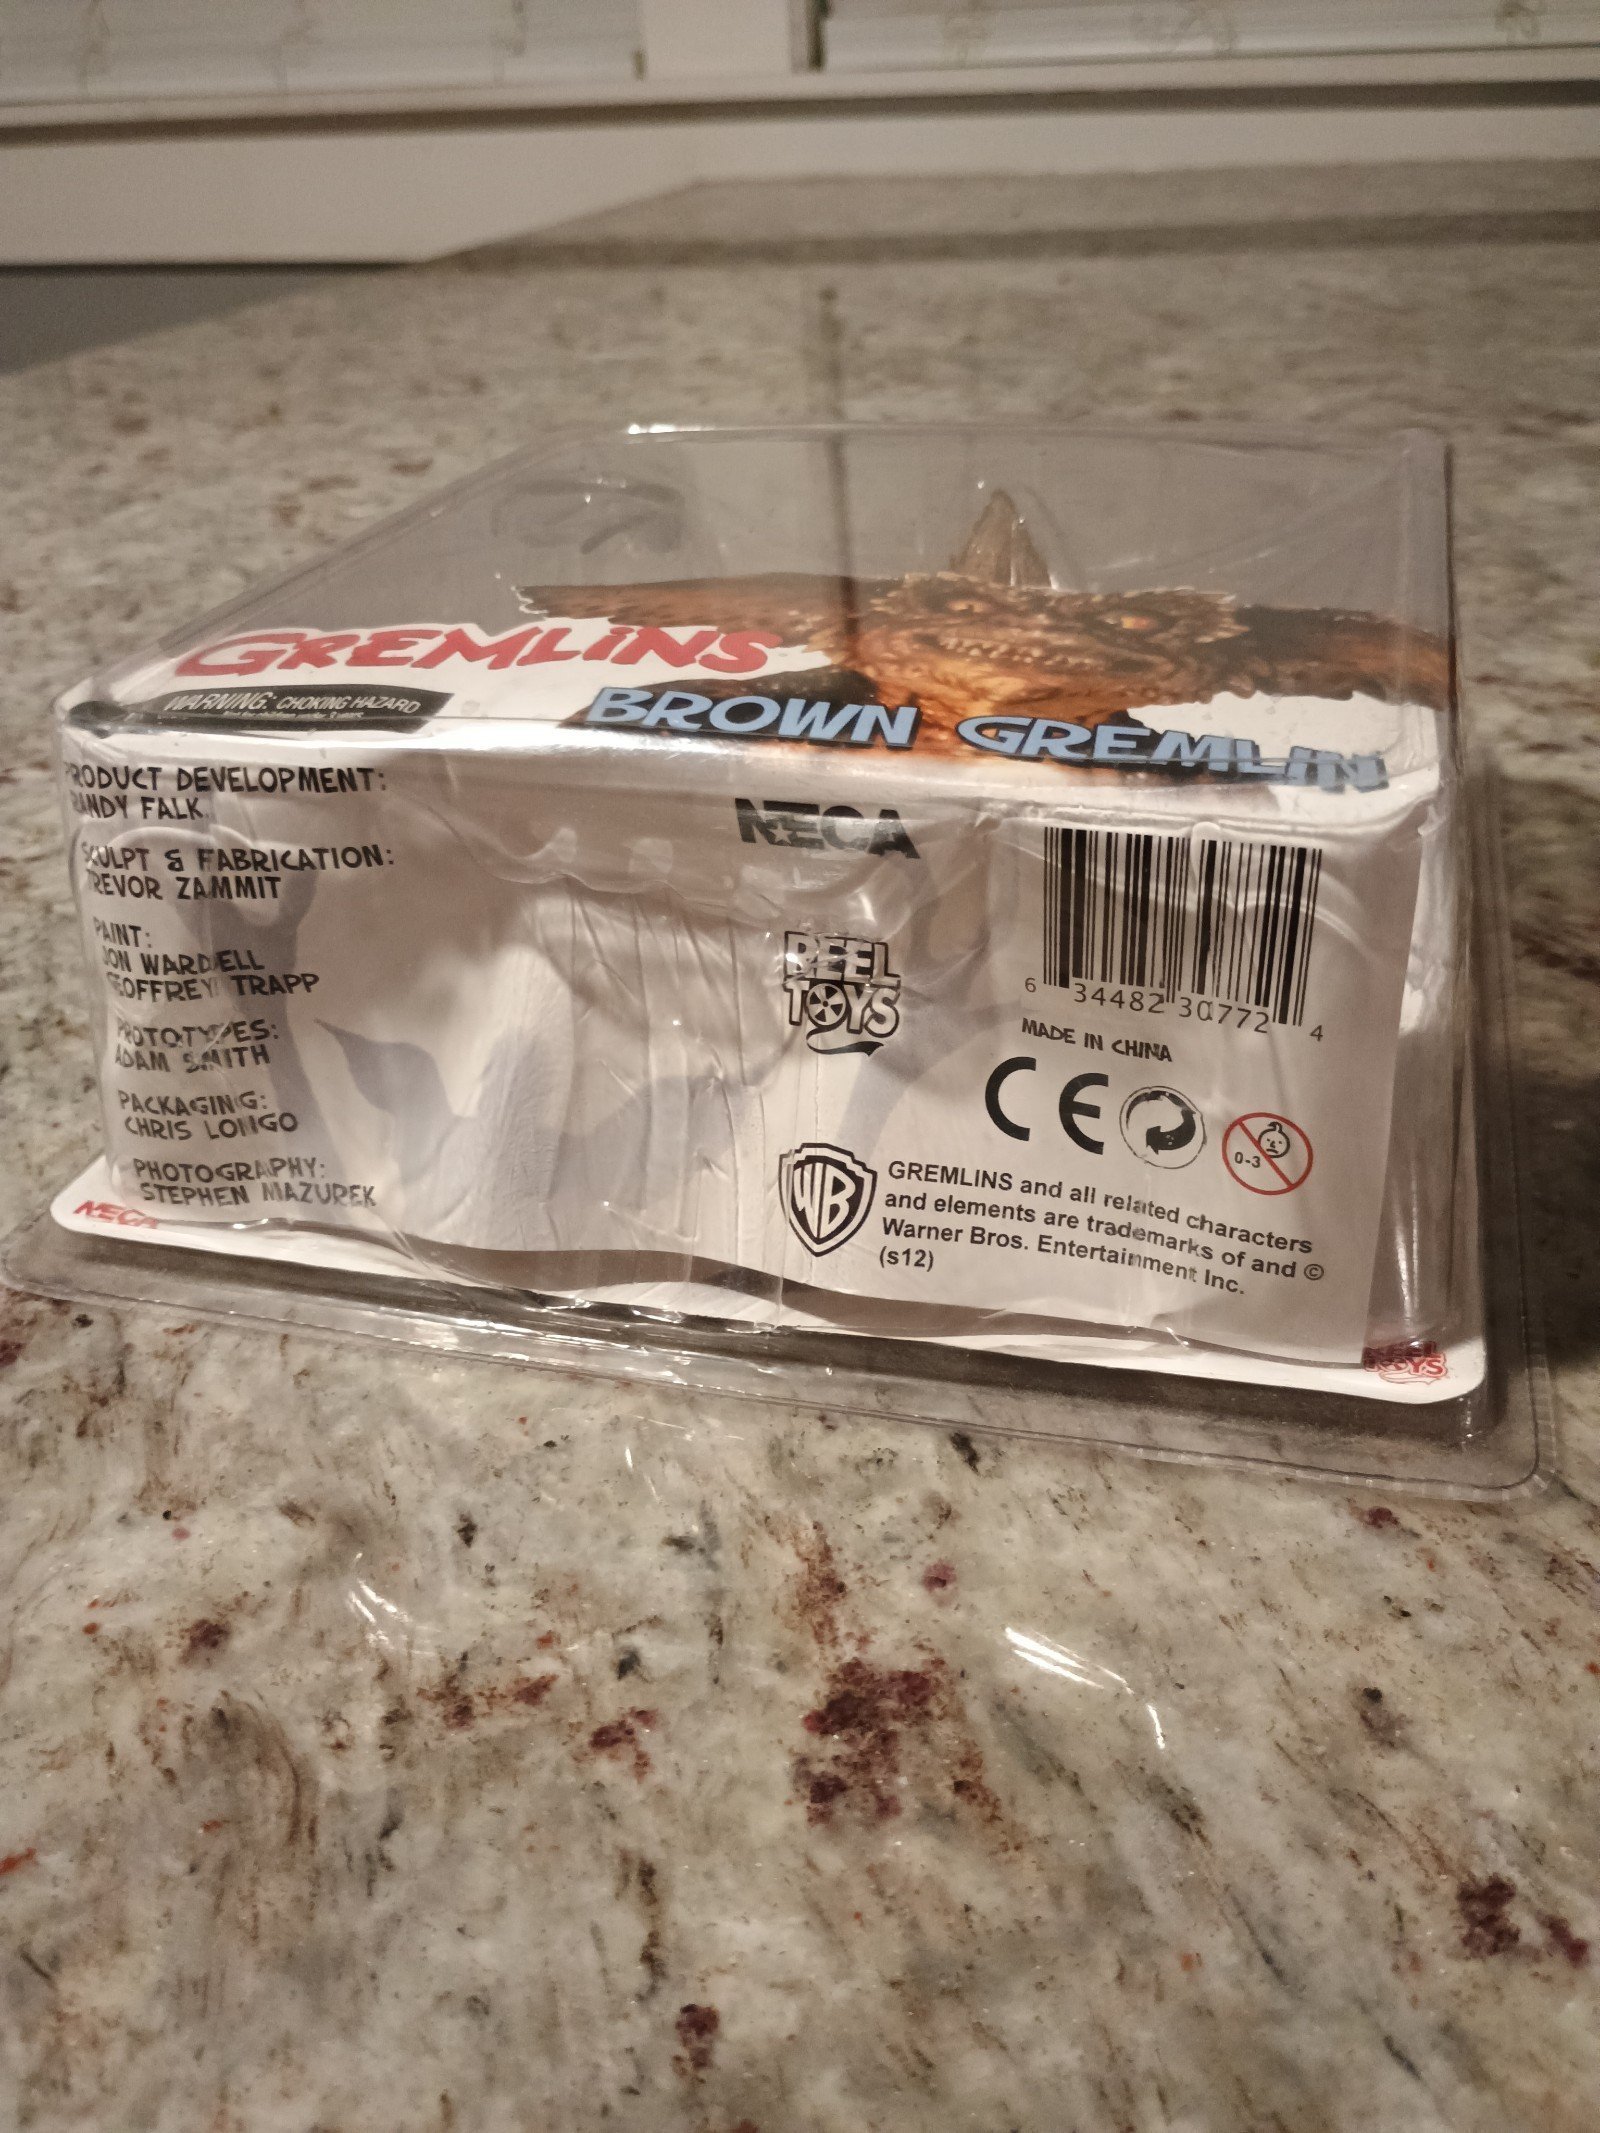 GREMLiNS
WARNING: CHOKING HAZARD
BROWN GREMLIN
PRODUCT DEVELOPMENT:
RANDY FALK
SCULPT & FABRICATION:
TREVOR ZAMMIT
PAINT:
JON WARDELL
GEOFFREY TRAPP
PROTOTYPES:
ADAM SMITH
PACKAGING:
CHRIS LONGO
PHOTOGRAPHY:
STEPHEN MAZUREK
NECA
NECA
REEL
TOYS
6 34482 30772 4
MADE IN CHINA
CE
0-3
WB
GREMLINS and all related characters
and elements are trademarks of and ©
Warner Bros. Entertainment Inc.
(s12)
REEL
TOYS